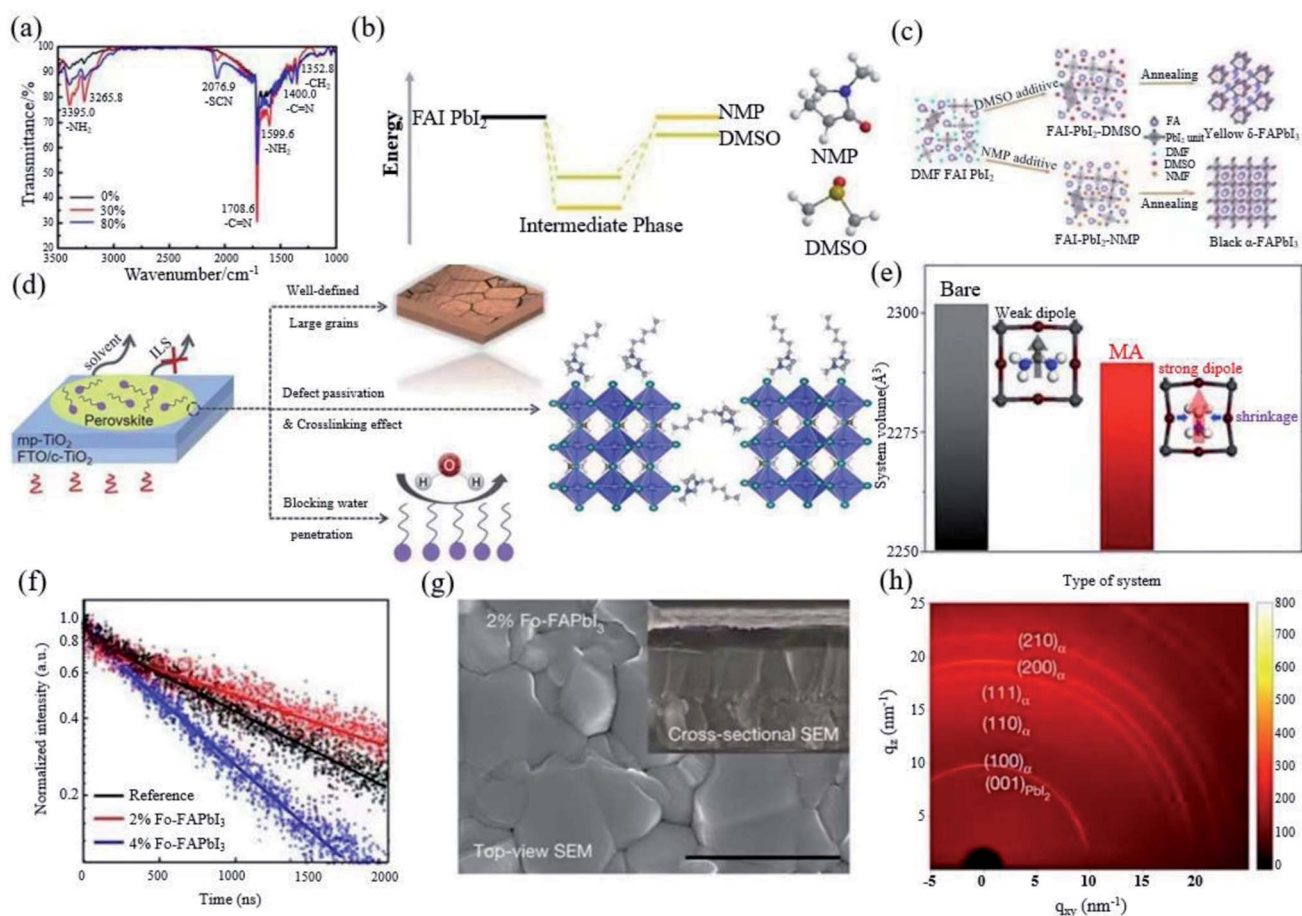 (a)
100
90
80
70
60
50
40
30
20
Transmittance/%
3395.0
-NH2
3265.8
2076.9
-SCN
1352.8
-CH2
1400.0
-C=N
1599.6
-NH2
1708.6
-C=N
0%
30%
80%
3500 3000 2500 2000 1500 1000
Wavenumber/cm-1
(b)
Energy
FAI PbI2
NMP
DMSO
Intermediate Phase
NMP
DMSO
(c)
DMSO additive
Annealing
FAI-PbI2-DMSO
Yellow δ-FAPbI3
FA
PbI2 unit
DMF
DMSO
NMF
DMF FAI PbI2
NMP additive
Annealing
FAI-PbI2-NMP
Black α-FAPbI3
(d)
solvent
ILS
Perovskite
mp-TiO2
FTO/c-TiO2
Well-defined
Large grains
Defect passivation
& Crosslinking effect
H O H
Blocking water
penetration
(e)
System volume(Å3)
2300
2275
2250
Bare
Weak dipole
MA
strong dipole
shrinkage
Type of system
(f)
Normalized intensity (a.u.)
1.0
0.8
0.6
0.4
0.2
Reference
2% Fo-FAPbI3
4% Fo-FAPbI3
0 500 1000 1500 2000
Time (ns)
(g)
2% Fo-FAPbI3
Cross-sectional SEM
Top-view SEM
(h)
25
20
15
10
5
qz (nm-1)
(210)α
(200)α
(111)α
(110)α
(100)α
(001)PbI2
-5 0 5 10 15 20
qxy (nm-1)
800
700
600
500
400
300
200
100
0